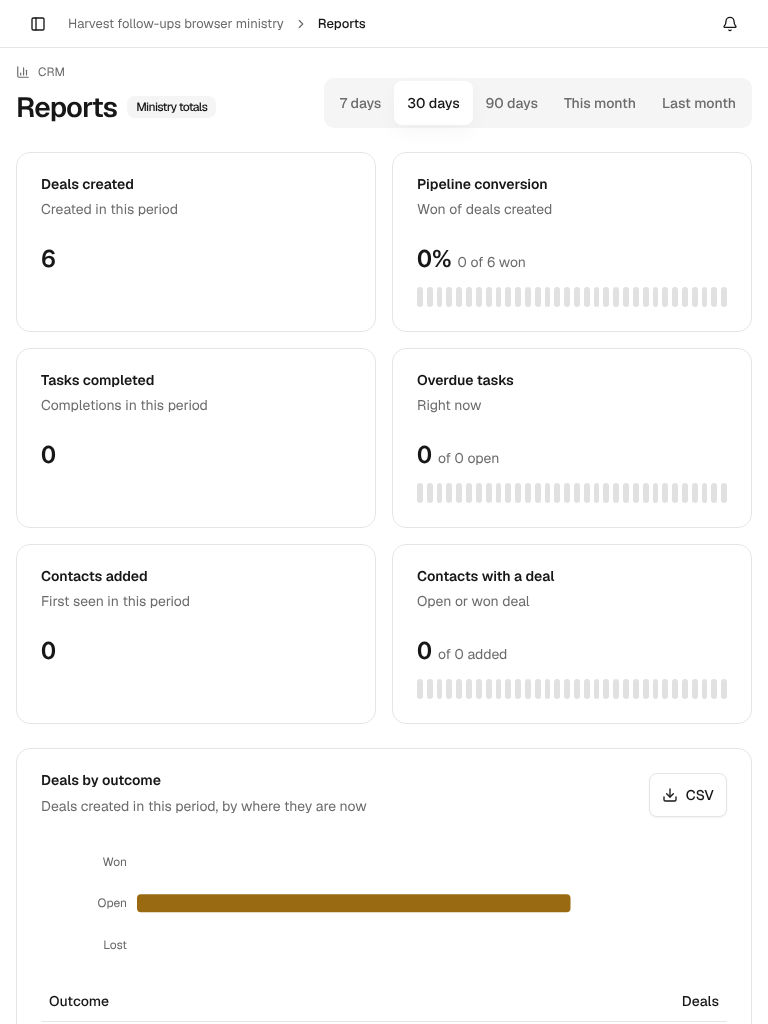 Harvest follow-ups browser ministry > Reports
CRM
Reports Ministry totals
7 days 30 days 90 days This month Last month
Deals created
Created in this period
6
Pipeline conversion
Won of deals created
0% 0 of 6 won
Tasks completed
Completions in this period
0
Overdue tasks
Right now
0 of 0 open
Contacts added
First seen in this period
0
Contacts with a deal
Open or won deal
0 of 0 added
Deals by outcome
Deals created in this period, by where they are now
CSV
Won
Open
Lost
Outcome Deals